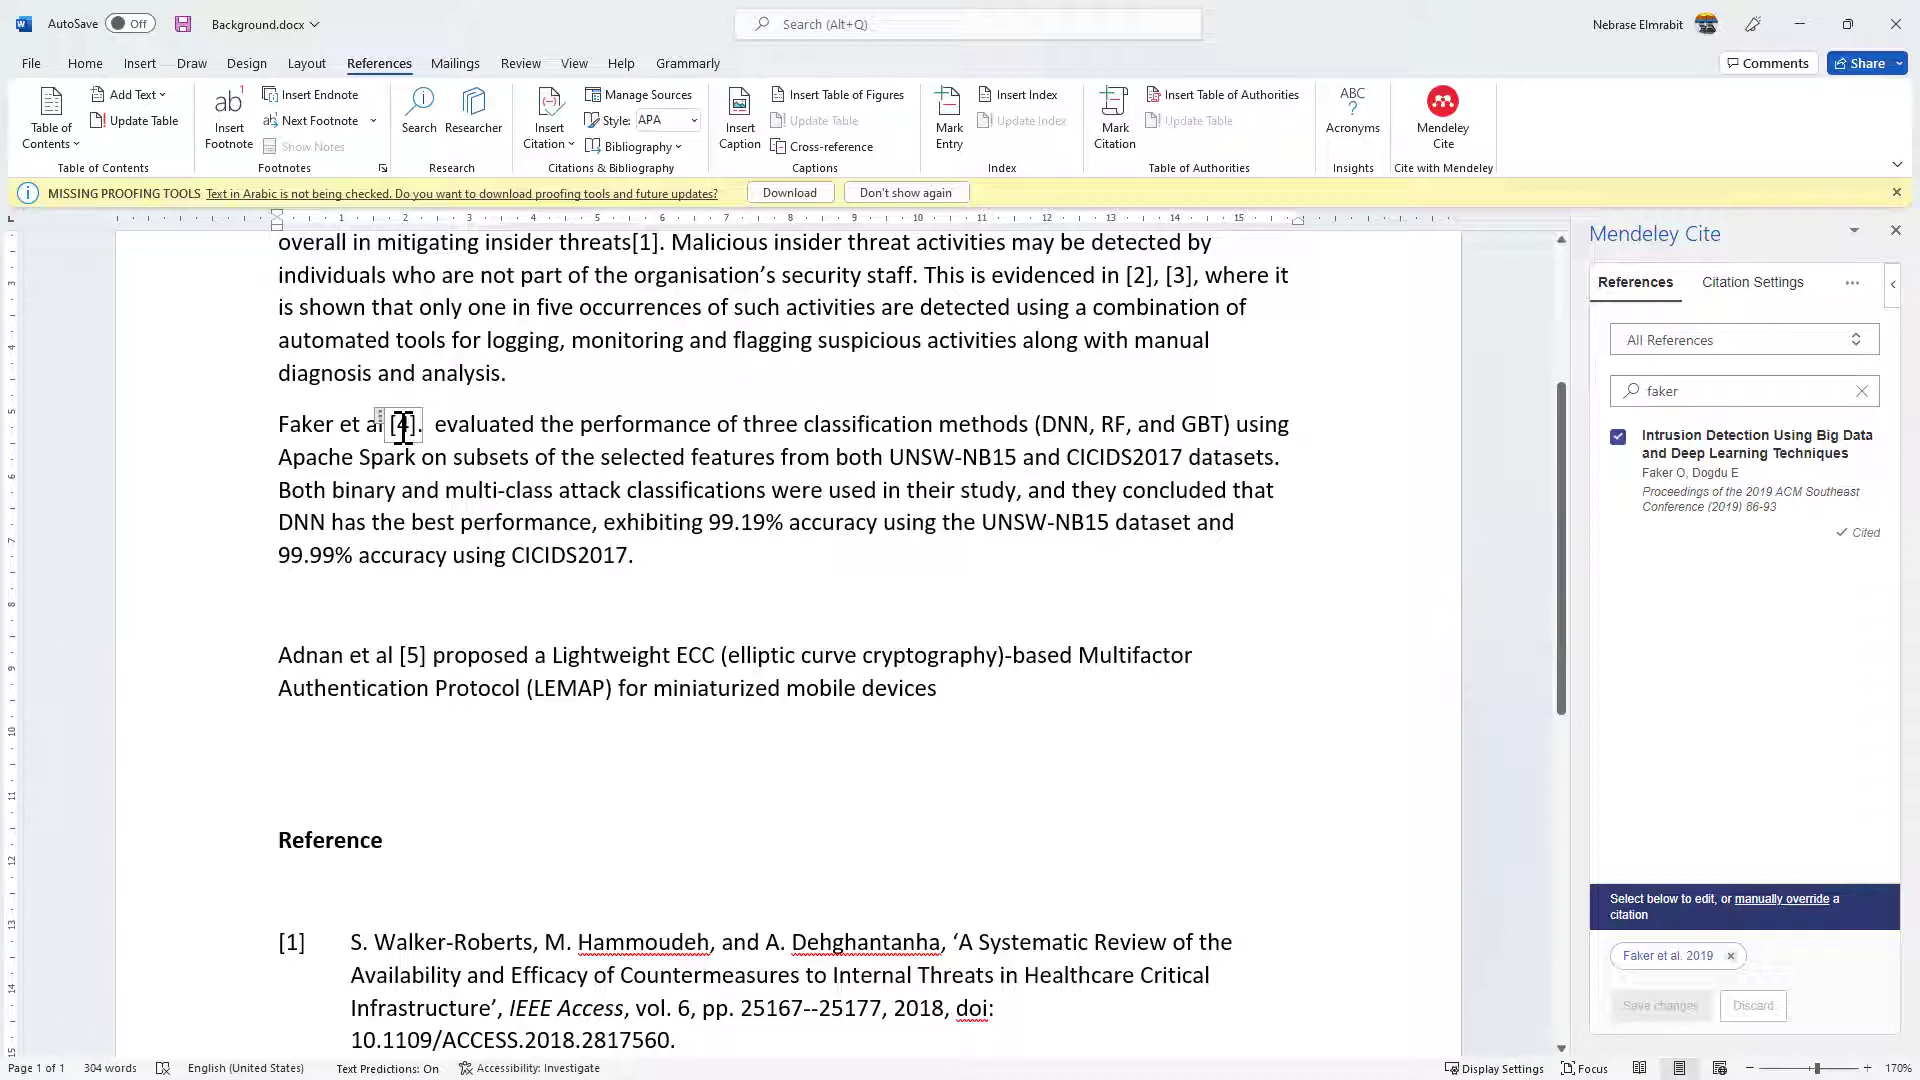 AutoSave Off Background.docx Search (Alt+Q) Nebrase Elmrabit
File Home Insert Draw Design Layout References Mailings Review View Help Grammarly Comments Share
Table of Contents
Add Text
Update Table
Table of Contents
ab
Insert Footnote
Insert Endnote
Next Footnote
Show Notes
Footnotes
Search
Researcher
Research
Insert Citation
Manage Sources
Style: APA
Bibliography
Citations & Bibliography
Insert Caption
Insert Table of Figures
Update Table
Cross-reference
Captions
Mark Entry
Insert Index
Update Index
Index
Mark Citation
Insert Table of Authorities
Update Table
Table of Authorities
ABC
?
Acronyms
Insights
Mendeley Cite
Cite with Mendeley
MISSING PROOFING TOOLS Text in Arabic is not being checked. Do you want to download proofing tools and future updates? Download Don't show again
1 2 3 4 5 6 7 8 9 10 11 12 13 14 15
overall in mitigating insider threats[1]. Malicious insider threat activities may be detected by
individuals who are not part of the organisation’s security staff. This is evidenced in [2], [3], where it
is shown that only one in five occurrences of such activities are detected using a combination of
automated tools for logging, monitoring and flagging suspicious activities along with manual
diagnosis and analysis.
Faker et al [4]. evaluated the performance of three classification methods (DNN, RF, and GBT) using
Apache Spark on subsets of the selected features from both UNSW-NB15 and CICIDS2017 datasets.
Both binary and multi-class attack classifications were used in their study, and they concluded that
DNN has the best performance, exhibiting 99.19% accuracy using the UNSW-NB15 dataset and
99.99% accuracy using CICIDS2017.
Adnan et al [5] proposed a Lightweight ECC (elliptic curve cryptography)-based Multifactor
Authentication Protocol (LEMAP) for miniaturized mobile devices
Reference
[1] S. Walker-Roberts, M. Hammoudeh, and A. Dehghantanha, ‘A Systematic Review of the
Availability and Efficacy of Countermeasures to Internal Threats in Healthcare Critical
Infrastructure’, IEEE Access, vol. 6, pp. 25167--25177, 2018, doi:
10.1109/ACCESS.2018.2817560.
Mendeley Cite
References Citation Settings
All References
faker
Intrusion Detection Using Big Data
and Deep Learning Techniques
Faker O, Dogdu E
Proceedings of the 2019 ACM Southeast
Conference (2019) 86-93
Cited
Select below to edit, or manually override a
citation
Faker et al. 2019
Save changes Discard
Page 1 of 1 304 words English (United States) Text Predictions: On Accessibility: Investigate Display Settings Focus 170%